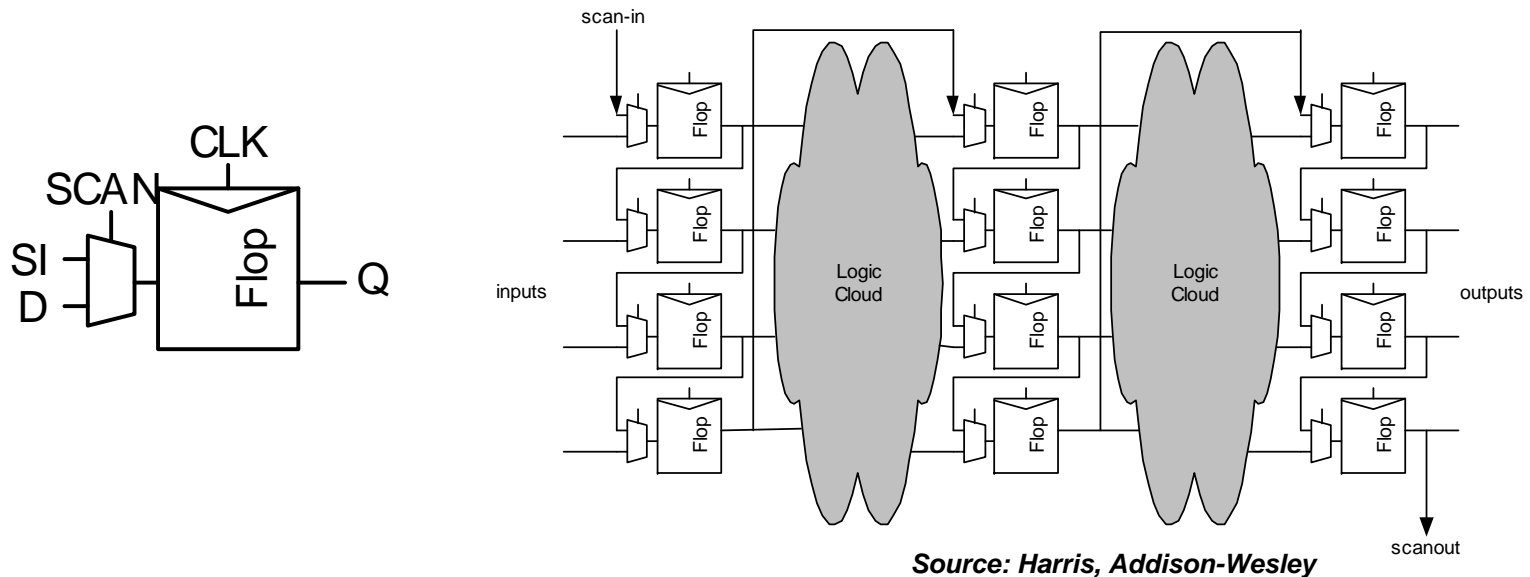 CLK
SCAN
SI
D
Flop
Q
scan-in
inputs
Flop
Flop
Flop
Flop
Logic
Cloud
Flop
Flop
Flop
Flop
Logic
Cloud
Flop
Flop
Flop
Flop
outputs
scanout
Source: Harris, Addison-Wesley